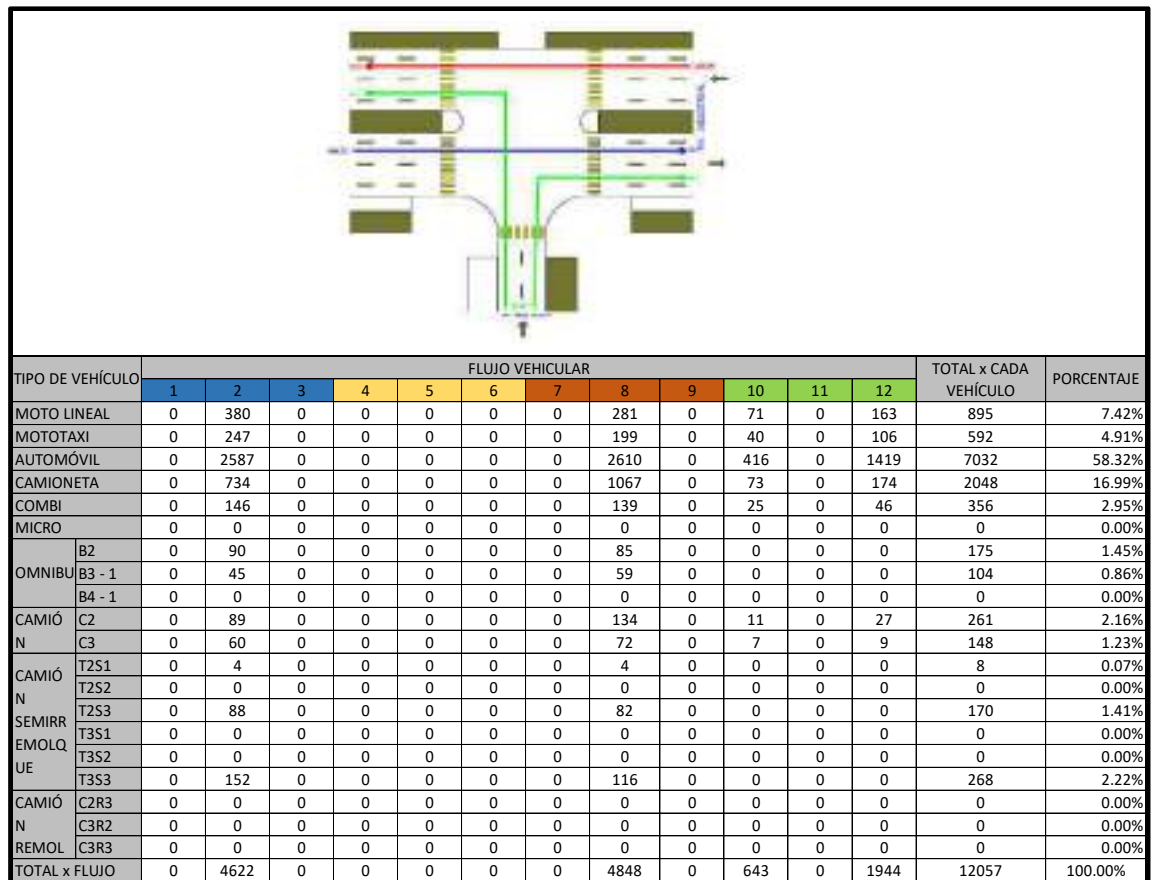 TIPO DE VEHÍCULO FLUJO VEHICULAR TOTAL x CADA VEHÍCULO PORCENTAJE
1 2 3 4 5 6 7 8 9 10 11 12
MOTO LINEAL 0 380 0 0 0 0 0 281 0 71 0 163 895 7.42%
MOTOTAXI 0 247 0 0 0 0 0 199 0 40 0 106 592 4.91%
AUTOMÓVIL 0 2587 0 0 0 0 0 2610 0 416 0 1419 7032 58.32%
CAMIONETA 0 734 0 0 0 0 0 1067 0 73 0 174 2048 16.99%
COMBI 0 146 0 0 0 0 0 139 0 25 0 46 356 2.95%
MICRO 0 0 0 0 0 0 0 0 0 0 0 0 0 0.00%
OMNIBU B2 0 90 0 0 0 0 0 85 0 0 0 0 175 1.45%
B3 - 1 0 45 0 0 0 0 0 59 0 0 0 0 104 0.86%
B4 - 1 0 0 0 0 0 0 0 0 0 0 0 0 0 0.00%
CAMIÓ N C2 0 89 0 0 0 0 0 134 0 11 0 27 261 2.16%
C3 0 60 0 0 0 0 0 72 0 7 0 9 148 1.23%
CAMIÓ N SEMIRR EMOLQ UE T2S1 0 4 0 0 0 0 0 4 0 0 0 0 8 0.07%
T2S2 0 0 0 0 0 0 0 0 0 0 0 0 0 0.00%
T2S3 0 88 0 0 0 0 0 82 0 0 0 0 170 1.41%
T3S1 0 0 0 0 0 0 0 0 0 0 0 0 0 0.00%
T3S2 0 0 0 0 0 0 0 0 0 0 0 0 0 0.00%
T3S3 0 152 0 0 0 0 0 116 0 0 0 0 268 2.22%
CAMIÓ N REMOL C2R3 0 0 0 0 0 0 0 0 0 0 0 0 0 0.00%
C3R2 0 0 0 0 0 0 0 0 0 0 0 0 0 0.00%
C3R3 0 0 0 0 0 0 0 0 0 0 0 0 0 0.00%
TOTAL x FLUJO 0 4622 0 0 0 0 0 4848 0 643 0 1944 12057 100.00%